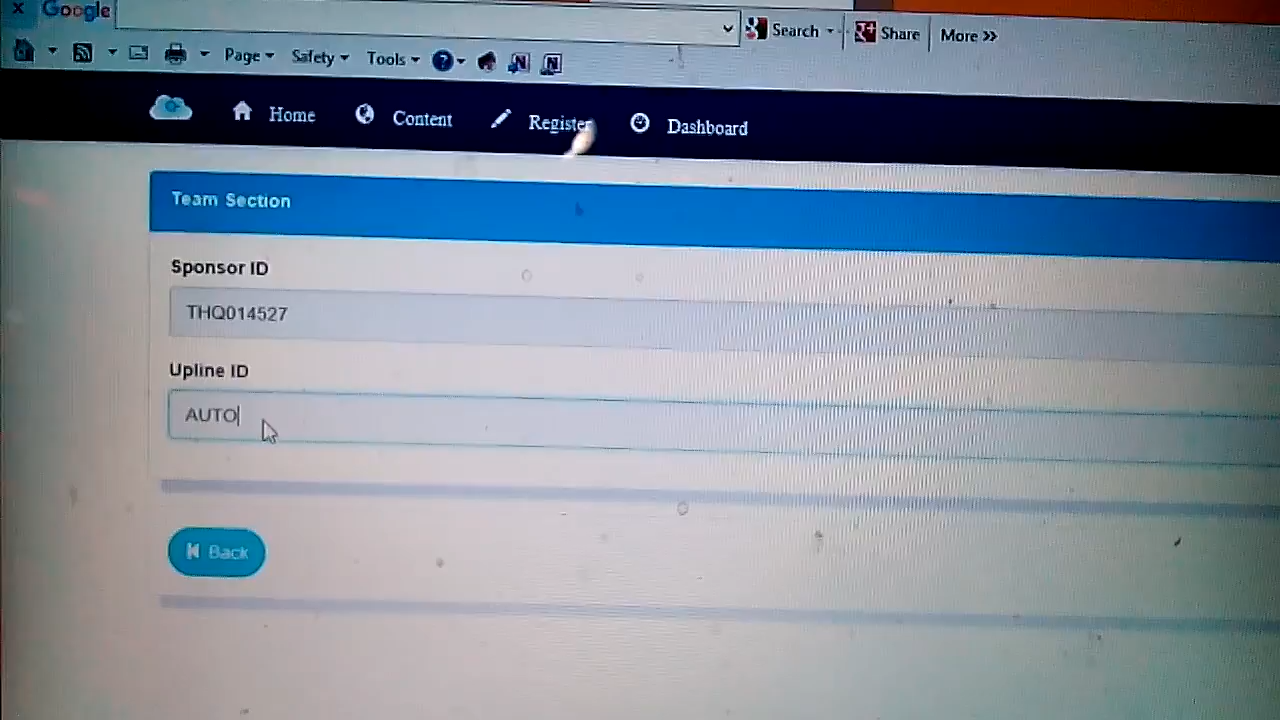 x Google Search Share More »
Page Safety Tools
Home Content Register Dashboard
Team Section
Sponsor ID
THQ014527
Upline ID
AUTO
Back